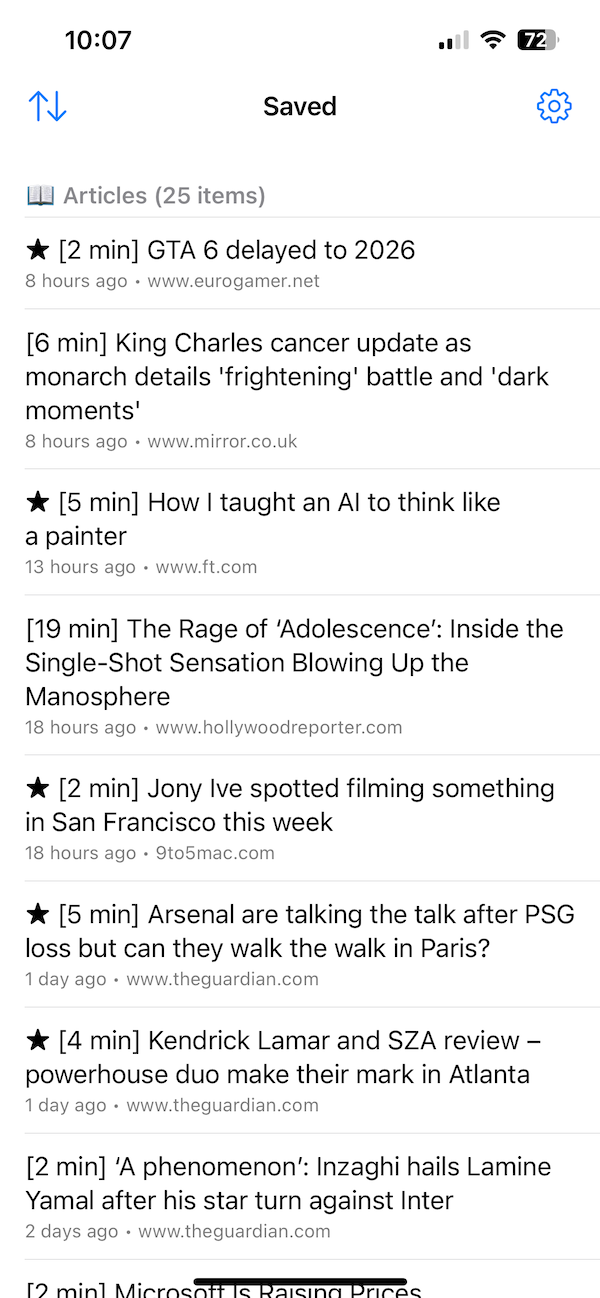 10:07
72
Saved
Articles (25 items)
★ [2 min] GTA 6 delayed to 2026
8 hours ago • www.eurogamer.net
[6 min] King Charles cancer update as
monarch details 'frightening' battle and 'dark
moments'
8 hours ago • www.mirror.co.uk
★ [5 min] How I taught an AI to think like
a painter
13 hours ago • www.ft.com
[19 min] The Rage of ‘Adolescence’: Inside the
Single-Shot Sensation Blowing Up the
Manosphere
18 hours ago • www.hollywoodreporter.com
★ [2 min] Jony Ive spotted filming something
in San Francisco this week
18 hours ago • 9to5mac.com
★ [5 min] Arsenal are talking the talk after PSG
loss but can they walk the walk in Paris?
1 day ago • www.theguardian.com
★ [4 min] Kendrick Lamar and SZA review –
powerhouse duo make their mark in Atlanta
1 day ago • www.theguardian.com
[2 min] ‘A phenomenon’: Inzaghi hails Lamine
Yamal after his star turn against Inter
2 days ago • www.theguardian.com
[2 min] Microsoft Is Raising Prices